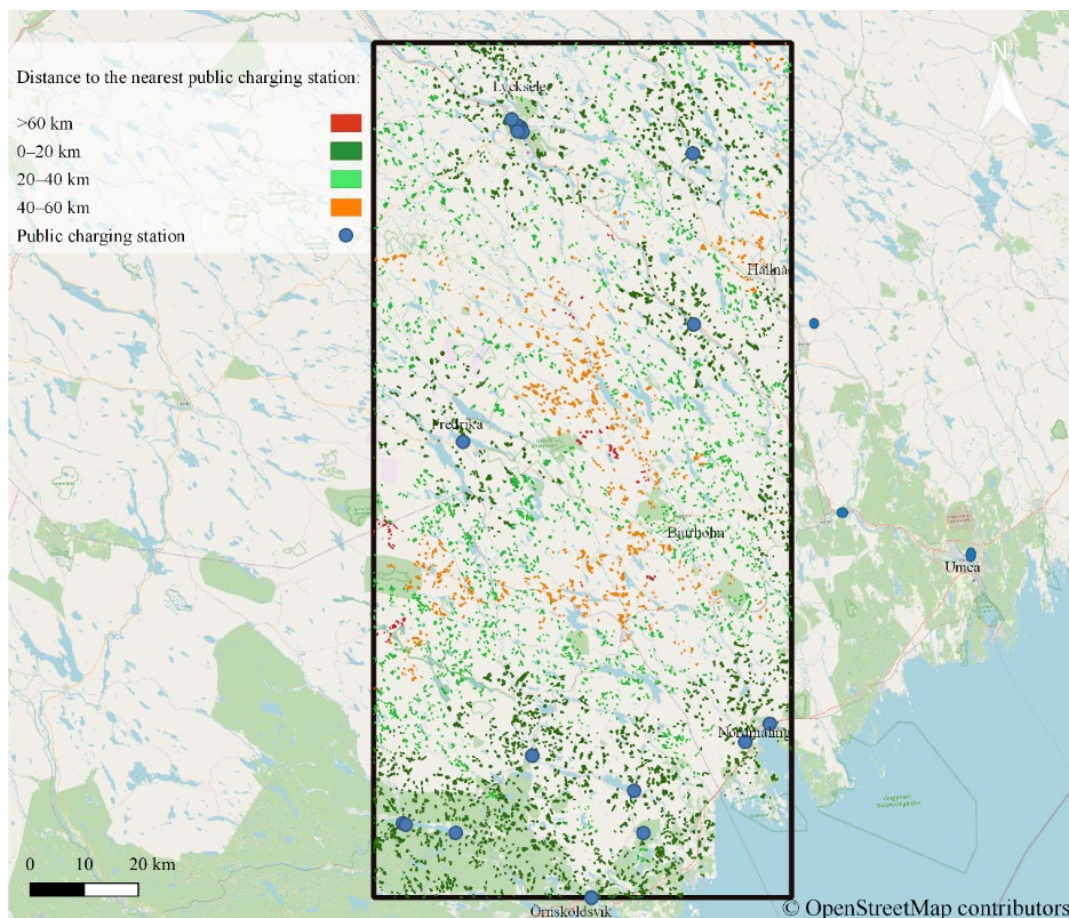 N
Distance to the nearest public charging station:
>60 km
0–20 km
20–40 km
40–60 km
Public charging station
Lycksele
Hällnäs
Fredrika
Bjurholm
Umeå
Nordmaling
0 10 20 km
Örnsköldsvik
© OpenStreetMap contributors